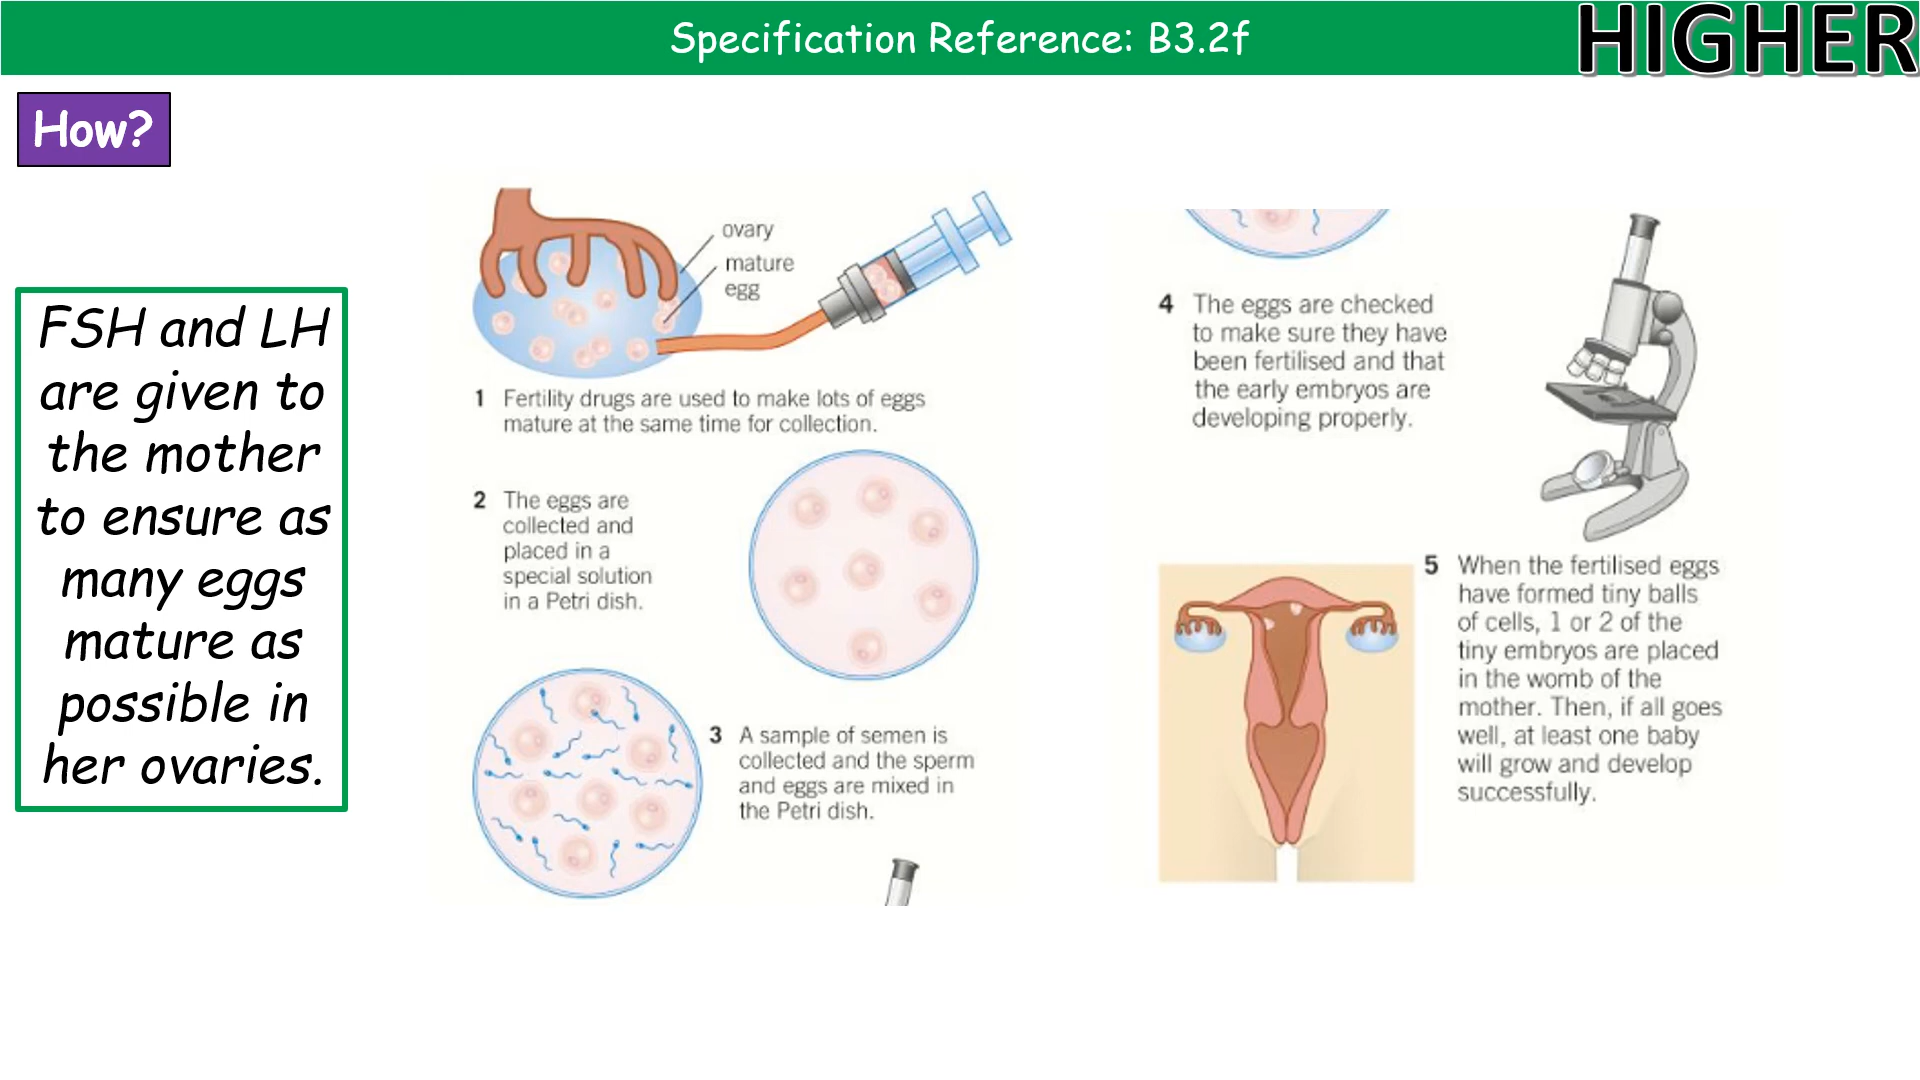 Specification Reference: B3.2f
HIGHER
How?
FSH and LH
are given to
the mother
to ensure as
many eggs
mature as
possible in
her ovaries.
ovary
mature
egg
1 Fertility drugs are used to make lots of eggs
mature at the same time for collection.
2 The eggs are
collected and
placed in a
special solution
in a Petri dish.
3 A sample of semen is
collected and the sperm
and eggs are mixed in
the Petri dish.
4 The eggs are checked
to make sure they have
been fertilised and that
the early embryos are
developing properly.
5 When the fertilised eggs
have formed tiny balls
of cells, 1 or 2 of the
tiny embryos are placed
in the womb of the
mother. Then, if all goes
well, at least one baby
will grow and develop
successfully.